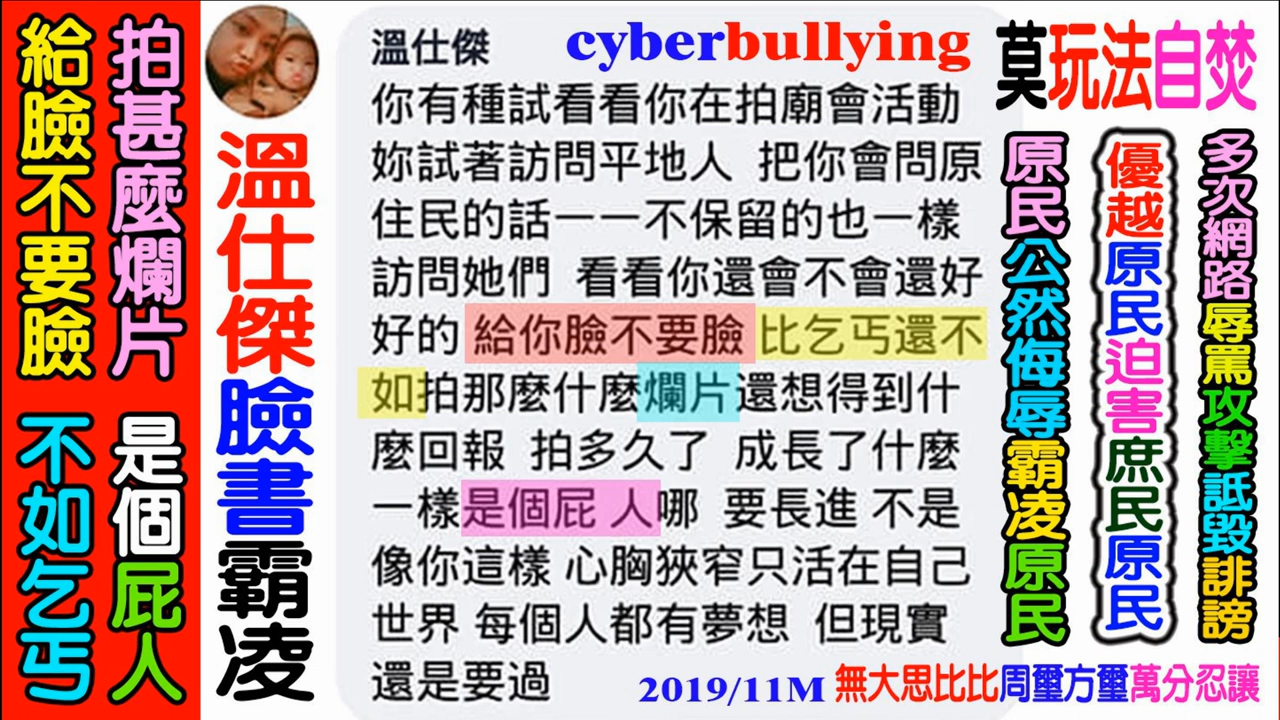 給臉不要臉 不如乞丐
拍甚麼爛片 是個屁人
溫仕傑臉書霸凌
溫仕傑
cyberbullying
你有種試看看你在拍廟會活動
妳試著訪問平地人 把你會問原
住民的話一一不保留的也一樣
訪問她們 看看你還會不會還好
好的 給你臉不要臉 比乞丐還不
如拍那麼什麼爛片還想得到什
麼回報 拍多久了 成長了什麼
一樣是個屁 人哪 要長進 不是
像你這樣 心胸狹窄只活在自己
世界 每個人都有夢想 但現實
還是要過
莫玩法自焚
原民公然侮辱霸凌原民
優越原民迫害庶民原民
多次網路辱罵攻擊詆毀誹謗
2019/11M 無大思比比周璽方璽萬分忍讓